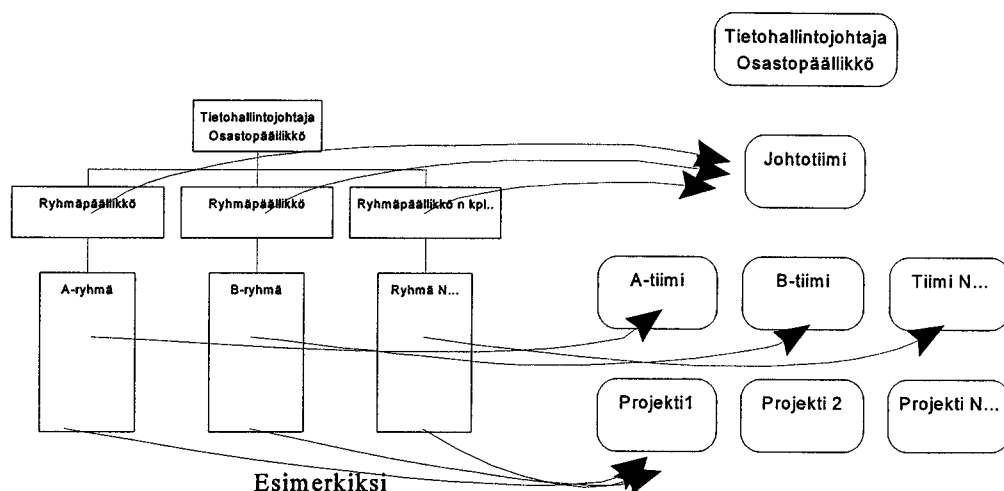 Tietohallintojohtaja
Osastopäällikkö
Tietohallintojohtaja
Osastopäällikkö
Johtotiimi
Ryhmäpäällikkö
Ryhmäpäällikkö
Ryhmäpäällikkö n kpl..
A-ryhmä
B-ryhmä
Ryhmä N...
A-tiimi
B-tiimi
Tiimi N...
Projekti1
Projekti 2
Projekti N...
Esimerkiksi